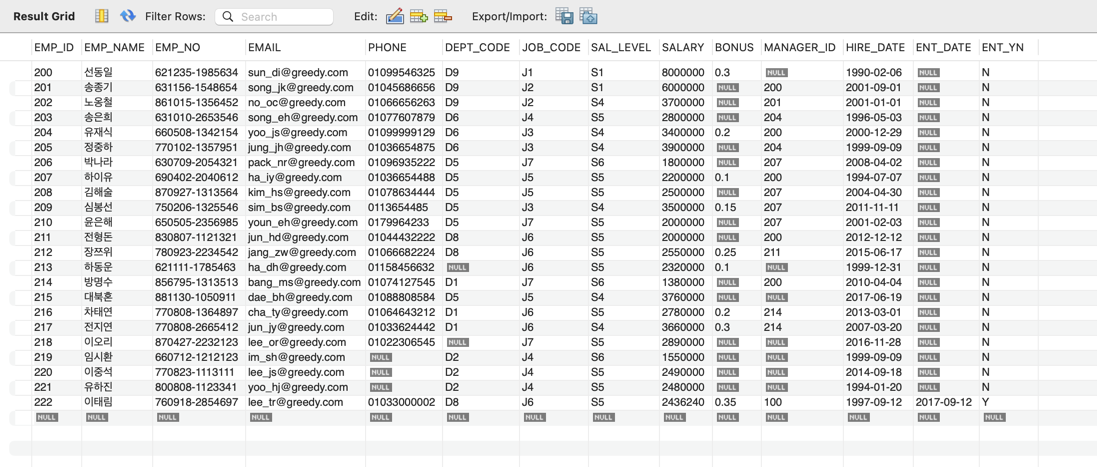 Result Grid Filter Rows: Search Edit: Export/Import:
EMP_ID EMP_NAME EMP_NO EMAIL PHONE DEPT_CODE JOB_CODE SAL_LEVEL SALARY BONUS MANAGER_ID HIRE_DATE ENT_DATE ENT_YN
200 선동일 621235-1985634 sun_di@greedy.com 01099546325 D9 J1 S1 8000000 0.3 NULL 1990-02-06 NULL N
201 송종기 631156-1548654 song_jk@greedy.com 01045686656 D9 J2 S1 6000000 NULL 200 2001-09-01 NULL N
202 노옹철 861015-1356452 no_oc@greedy.com 01066656263 D9 J2 S4 3700000 NULL 201 2001-01-01 NULL N
203 송은희 631010-2653546 song_eh@greedy.com 01077607879 D6 J4 S5 2800000 NULL 204 1996-05-03 NULL N
204 유재식 660508-1342154 yoo_js@greedy.com 01099999129 D6 J3 S4 3400000 0.2 200 2000-12-29 NULL N
205 정중하 770102-1357951 jung_jh@greedy.com 01036654875 D6 J3 S4 3900000 NULL 204 1999-09-09 NULL N
206 박나라 630709-2054321 pack_nr@greedy.com 01096935222 D5 J7 S6 1800000 NULL 207 2008-04-02 NULL N
207 하이유 690402-2040612 ha_iy@greedy.com 01036654488 D5 J5 S5 2200000 0.1 200 1994-07-07 NULL N
208 김해술 870927-1313564 kim_hs@greedy.com 01078634444 D5 J5 S5 2500000 NULL 207 2004-04-30 NULL N
209 심봉선 750206-1325546 sim_bs@greedy.com 0113654485 D5 J3 S4 3500000 0.15 207 2011-11-11 NULL N
210 윤은해 650505-2356985 youn_eh@greedy.com 0179964233 D5 J7 S5 2000000 NULL 207 2001-02-03 NULL N
211 전형돈 830807-1121321 jun_hd@greedy.com 01044432222 D8 J6 S5 2000000 NULL 200 2012-12-12 NULL N
212 장쯔위 780923-2234542 jang_zw@greedy.com 01066682224 D8 J6 S5 2550000 0.25 211 2015-06-17 NULL N
213 하동운 621111-1785463 ha_dh@greedy.com 01158456632 NULL J6 S5 2320000 0.1 NULL 1999-12-31 NULL N
214 방명수 856795-1313513 bang_ms@greedy.com 01074127545 D1 J7 S6 1380000 NULL 200 2010-04-04 NULL N
215 대북혼 881130-1050911 dae_bh@greedy.com 01088808584 D5 J5 S4 3760000 NULL NULL 2017-06-19 NULL N
216 차태연 770808-1364897 cha_ty@greedy.com 01064643212 D1 J6 S5 2780000 0.2 214 2013-03-01 NULL N
217 전지연 770808-2665412 jun_jy@greedy.com 01033624442 D1 J6 S4 3660000 0.3 214 2007-03-20 NULL N
218 이오리 870427-2232123 lee_or@greedy.com 01022306545 NULL J7 S5 2890000 NULL NULL 2016-11-28 NULL N
219 임시환 660712-1212123 im_sh@greedy.com NULL D2 J4 S6 1550000 NULL NULL 1999-09-09 NULL N
220 이중석 770823-1113111 lee_js@greedy.com NULL D2 J4 S5 2490000 NULL NULL 2014-09-18 NULL N
221 유하진 800808-1123341 yoo_hj@greedy.com NULL D2 J4 S5 2480000 NULL NULL 1994-01-20 NULL N
222 이태림 760918-2854697 lee_tr@greedy.com 01033000002 D8 J6 S5 2436240 0.35 100 1997-09-12 2017-09-12 Y
NULL NULL NULL NULL NULL NULL NULL NULL NULL NULL NULL NULL NULL NULL